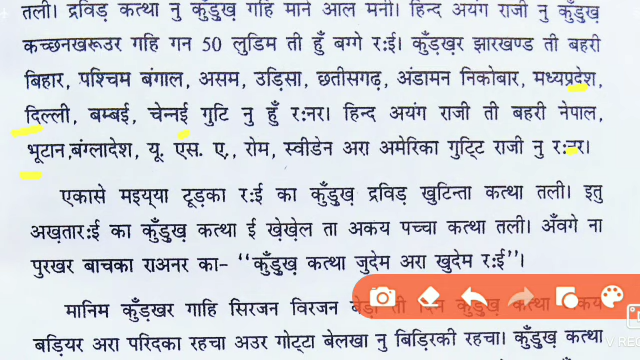 तली। द्रविड़ कत्था नु कुँड़ुख़ गहि माने आल मनी। हिन्द अयंग राजी नु कुँड़ुख़
कच्छनखरूउर गहि गन 50 लुडिम ती हुँ बग्गे र:ई। कुँड़ख़र झारखण्ड ती बहरी
बिहार, पश्चिम बंगाल, असम, उड़िसा, छत्तीसगढ़, अंडामन निकोबार, मध्यप्रदेश,
दिल्ली, बम्बई, चेन्नई गुटि नु हुँ र:नर। हिन्द अयंग राजी ती बहरी नेपाल,
भूटान,बंग्लादेश, यू. एस. ए., रोम, स्वीडेन अरा अमेरिका गुट्टि राजी नु र:नर।
एकासे मइय्या टूड़का र:ई का कुँड़ुख़ द्रविड़ खुटिन्ता कत्था तली। इतु
अख़तार:ई का कुँड़ुख़ कत्था ई खे़खे़ल ता अकय पच्चा कत्था तली। अँवगे ना
पुरखर बाचका राअनर का- “कुँड़ुख़ कत्था जुदेम अरा खुदेम र:ई”।
मानिम कुँड़खर गाहि सिरजन विरजन बेड़ा ती कुँड़ुख़ कत्था
बड़ियर अरा परिदका रहचा अउर गोट्टा बेलखा नु बिड़िरकी रहचा। कुँड़ुख़ कत्था